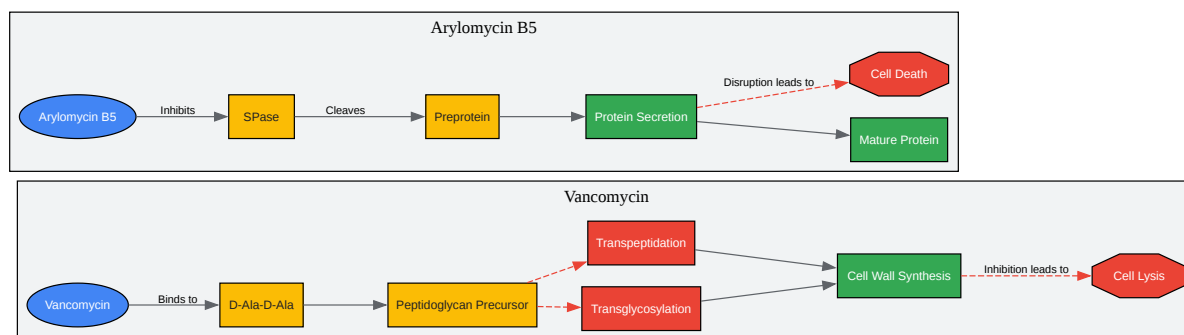 Arylomycin B5
Arylomycin B5
Inhibits
SPase
Cleaves
Preprotein
Protein Secretion
Disruption leads to
Cell Death
Mature Protein
Vancomycin
Vancomycin
Binds to
D-Ala-D-Ala
Peptidoglycan Precursor
Transpeptidation
Transglycosylation
Cell Wall Synthesis
Inhibition leads to
Cell Lysis